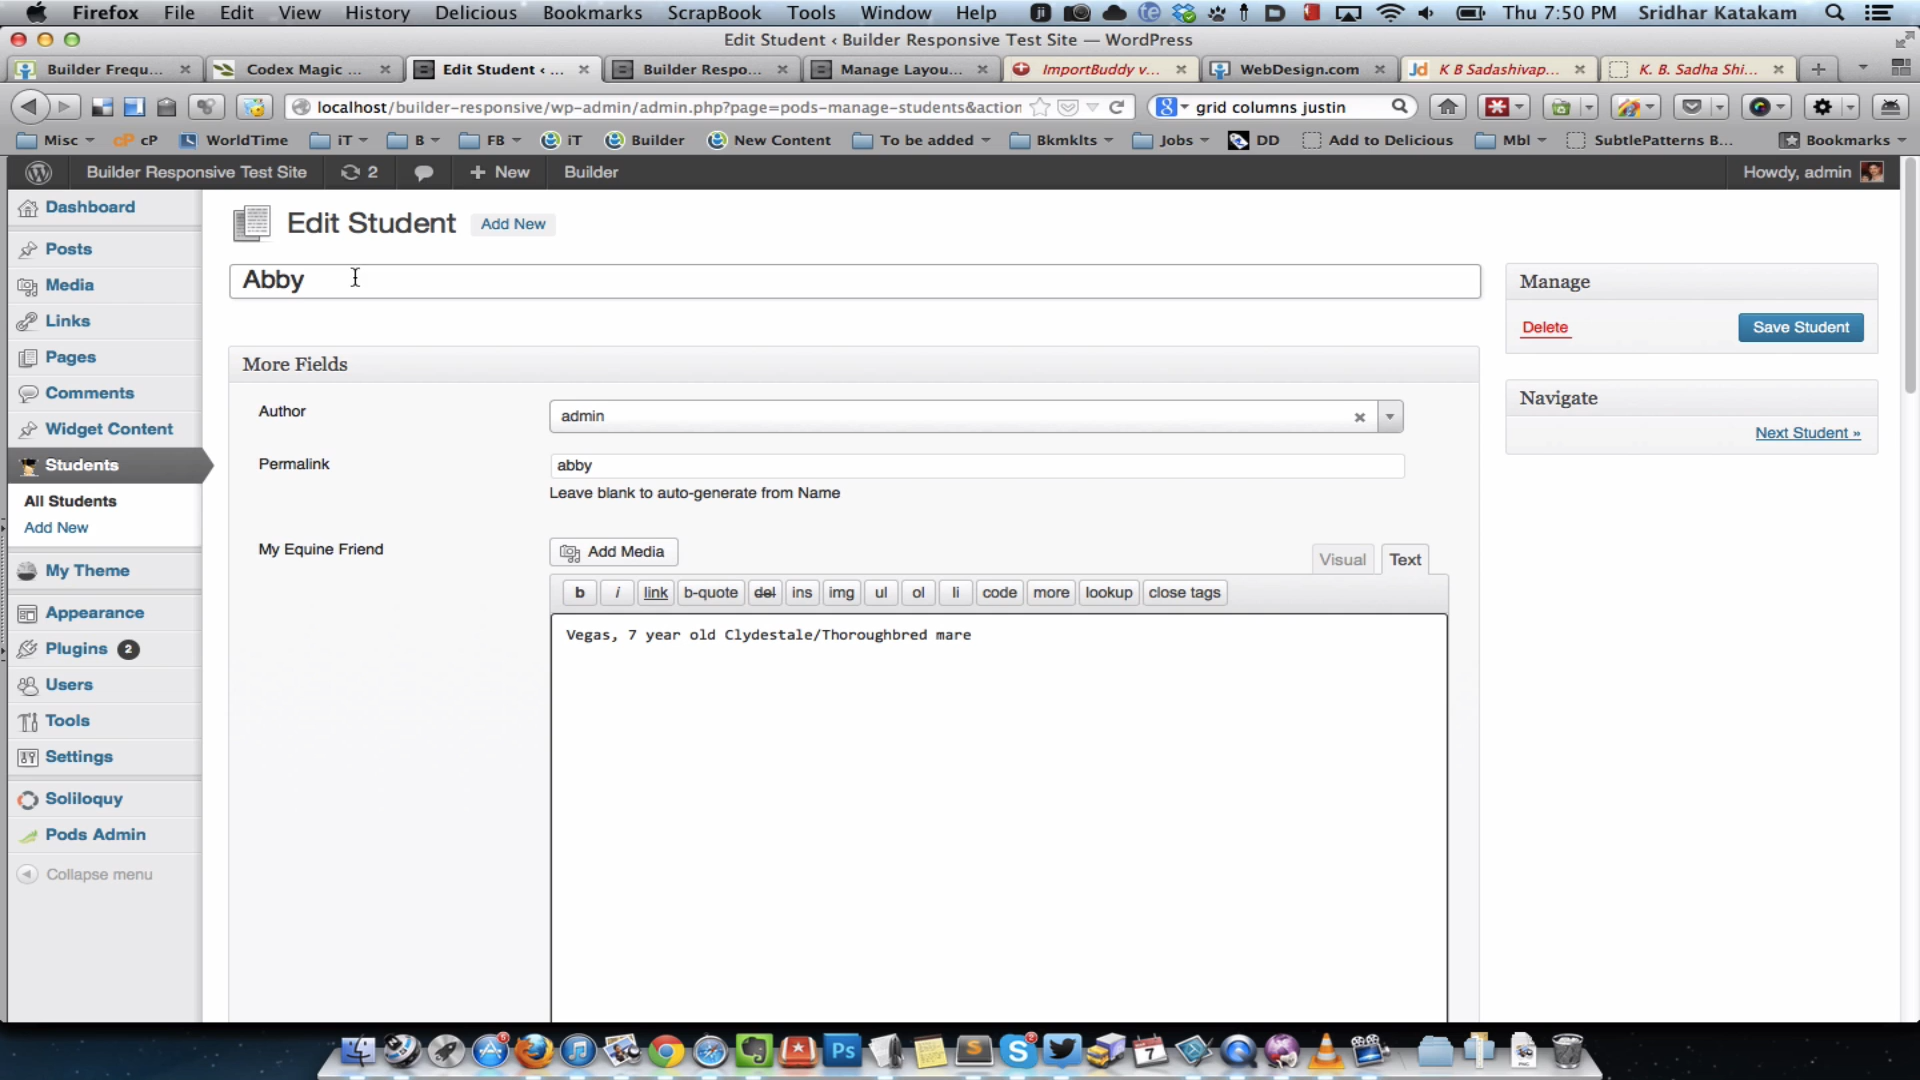 Firefox File Edit View History Delicious Bookmarks ScrapBook Tools Window Help Thu 7:50 PM Sridhar Katakam
Edit Student ‹ Builder Responsive Test Site — WordPress
Builder Frequ... Codex Magic ... Edit Student ‹ ... Builder Respo... Manage Layou... ImportBuddy v... WebDesign.com K B Sadashivap... K. B. Sadha Shi...
localhost/builder-responsive/wp-admin/admin.php?page=pods-manage-students&action grid columns justin
Misc cP WorldTime iT B FB iT Builder New Content To be added Bkmklts Jobs DD Add to Delicious Mbl SubtlePatterns B... Bookmarks
Builder Responsive Test Site 2 + New Builder Howdy, admin
Dashboard
Posts
Media
Links
Pages
Comments
Widget Content
Students
All Students
Add New
My Theme
Appearance
Plugins 2
Users
Tools
Settings
Soliloquy
Pods Admin
Collapse menu
Edit Student Add New
Abby
More Fields
Author admin
Permalink abby
Leave blank to auto-generate from Name
My Equine Friend Add Media Visual Text
b i link b-quote del ins img ul ol li code more lookup close tags
Vegas, 7 year old Clydestale/Thoroughbred mare
Manage
Delete Save Student
Navigate
Next Student »
Ps
7